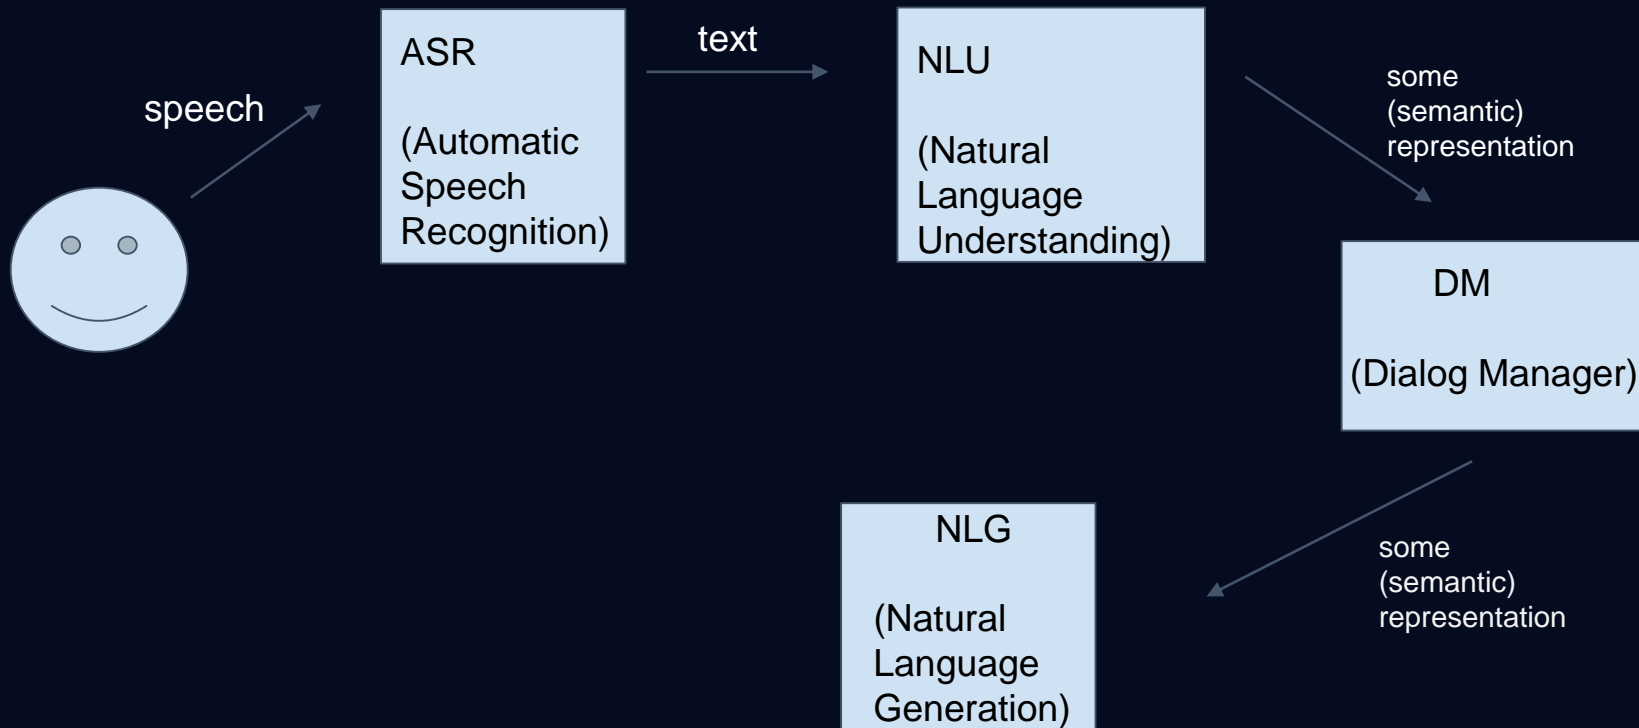 speech
ASR
(Automatic
Speech
Recognition)
text
NLU
(Natural
Language
Understanding)
some
(semantic)
representation
DM
(Dialog Manager)
some
(semantic)
representation
NLG
(Natural
Language
Generation)